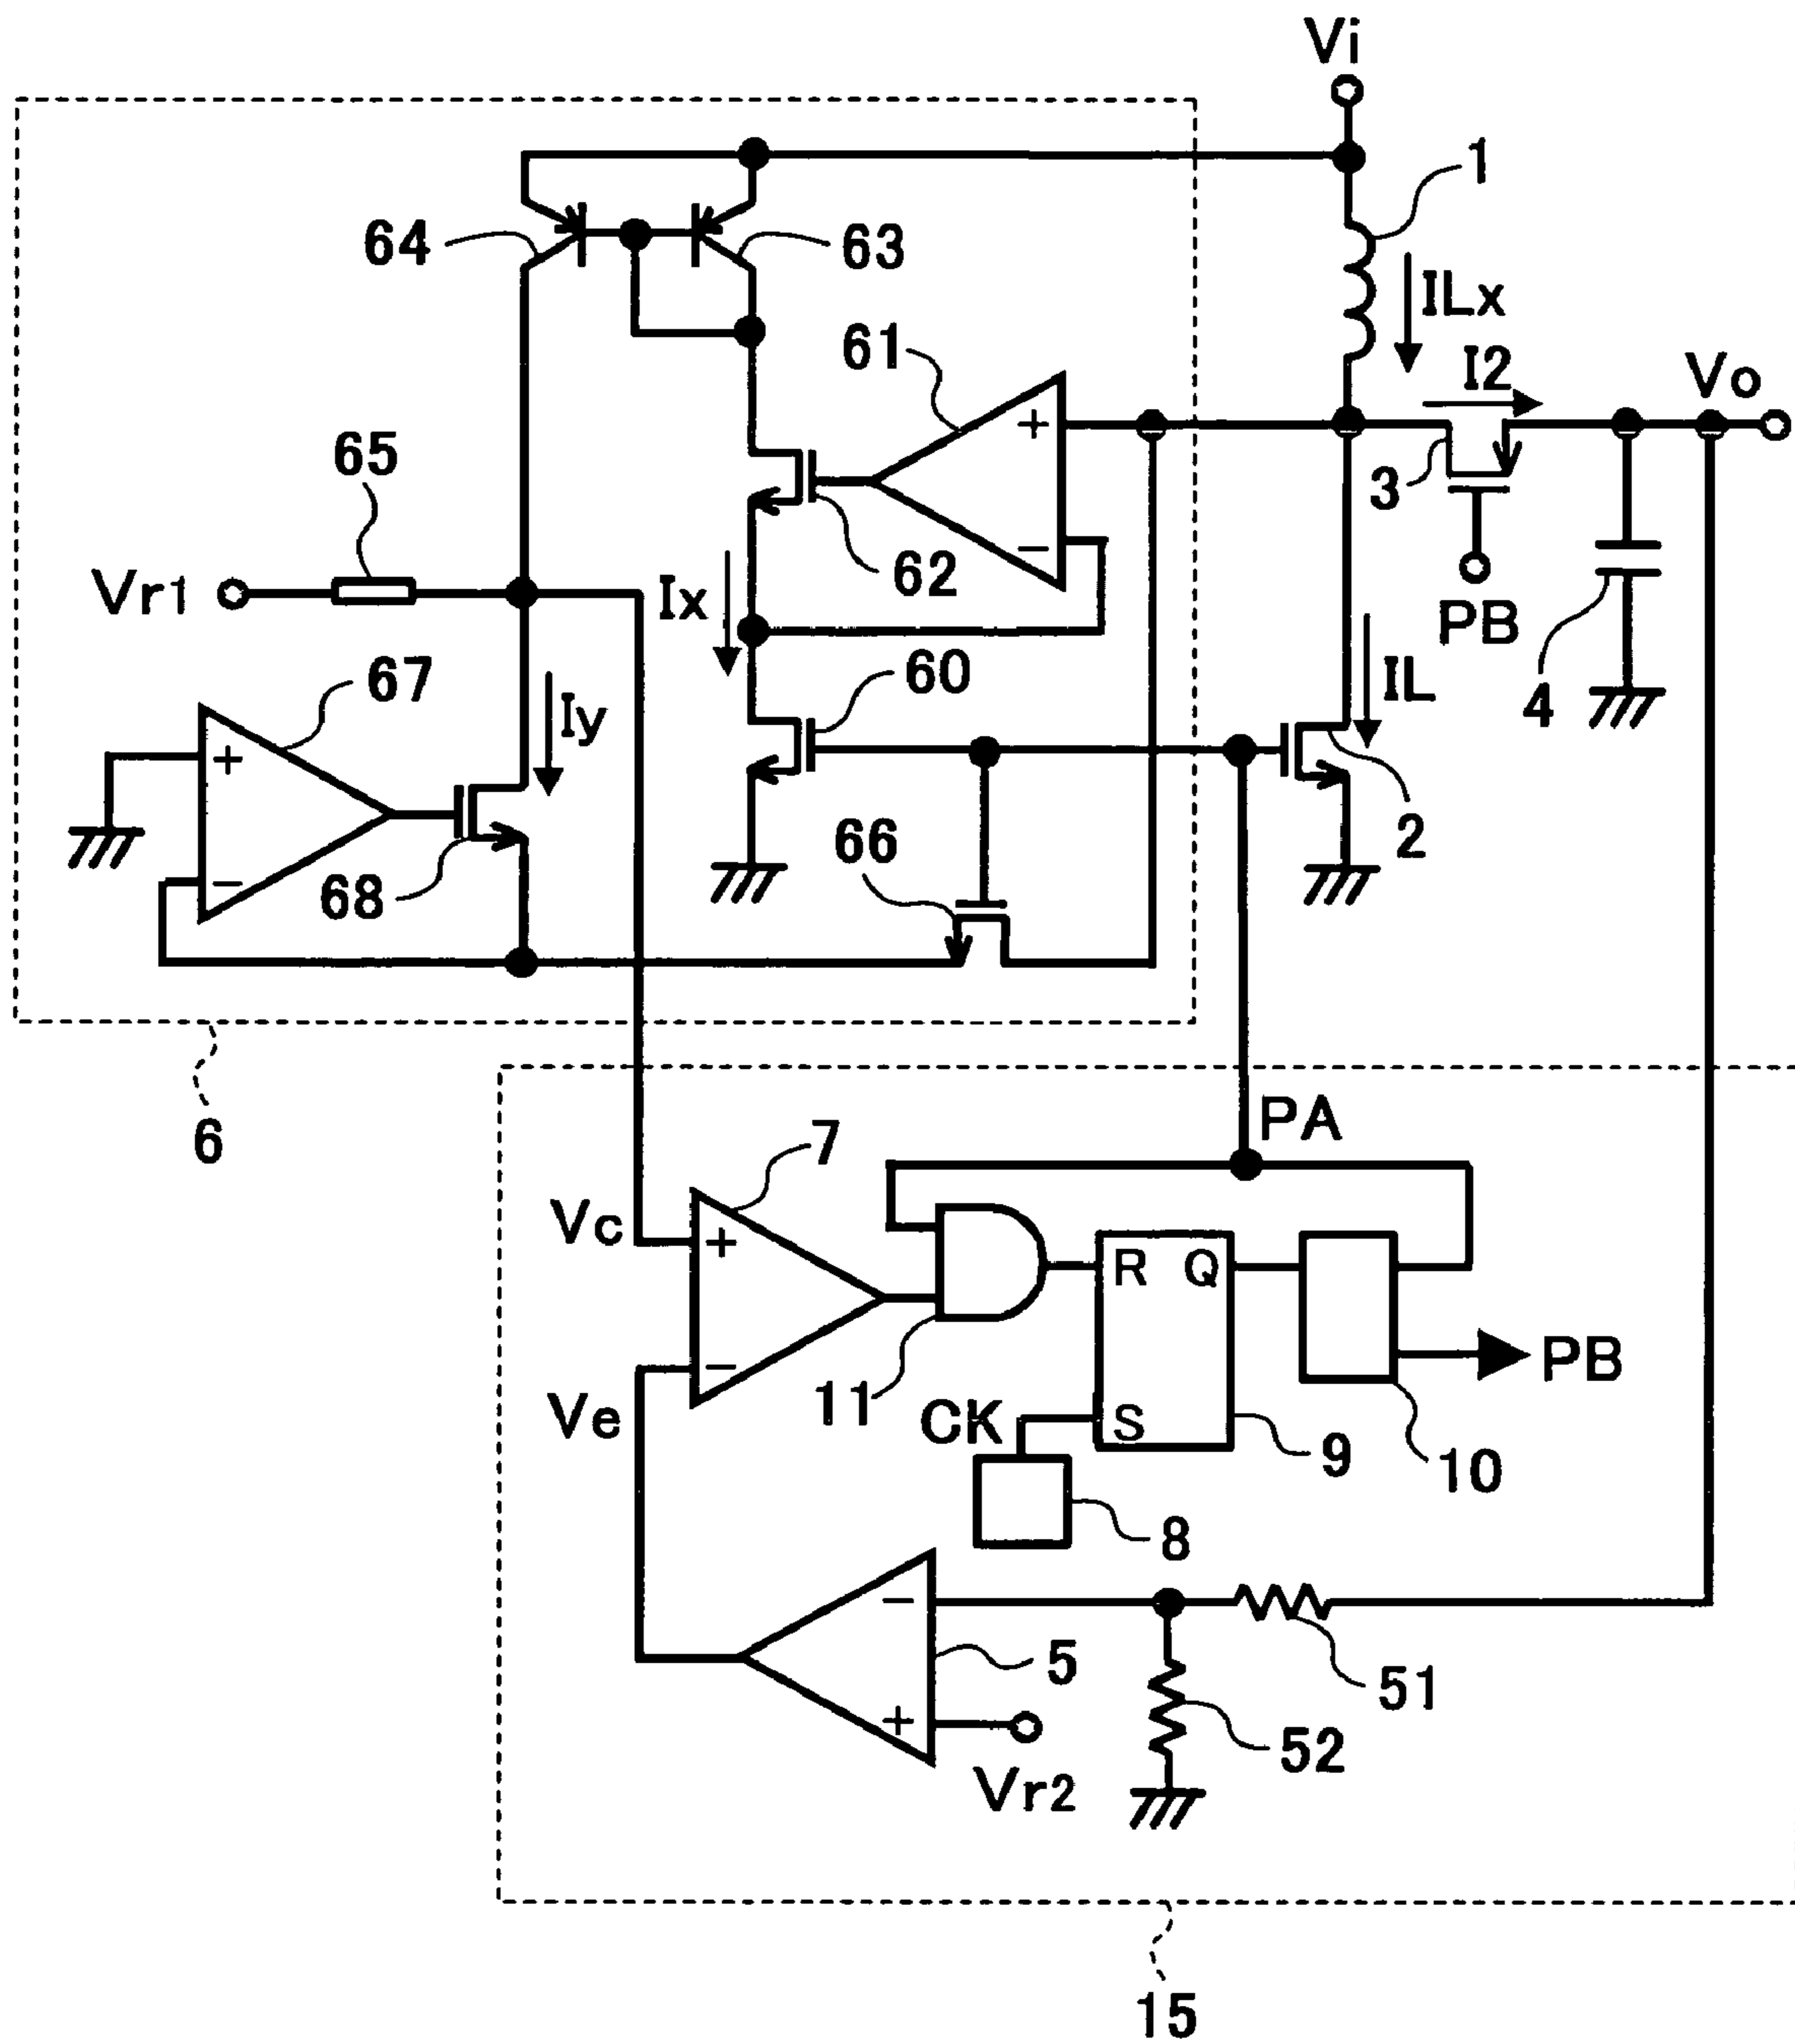 Vi
1
64
63
ILx
61
I2
Vo
+
65
3
−
62
Vr1
Ix
PB
60
IL
4
67
Iy
+
2
66
−
68
PA
6
7
Vc
+
R Q
−
PB
11
CK
Ve
S
9
10
8
−
5
51
+
52
Vr2
15